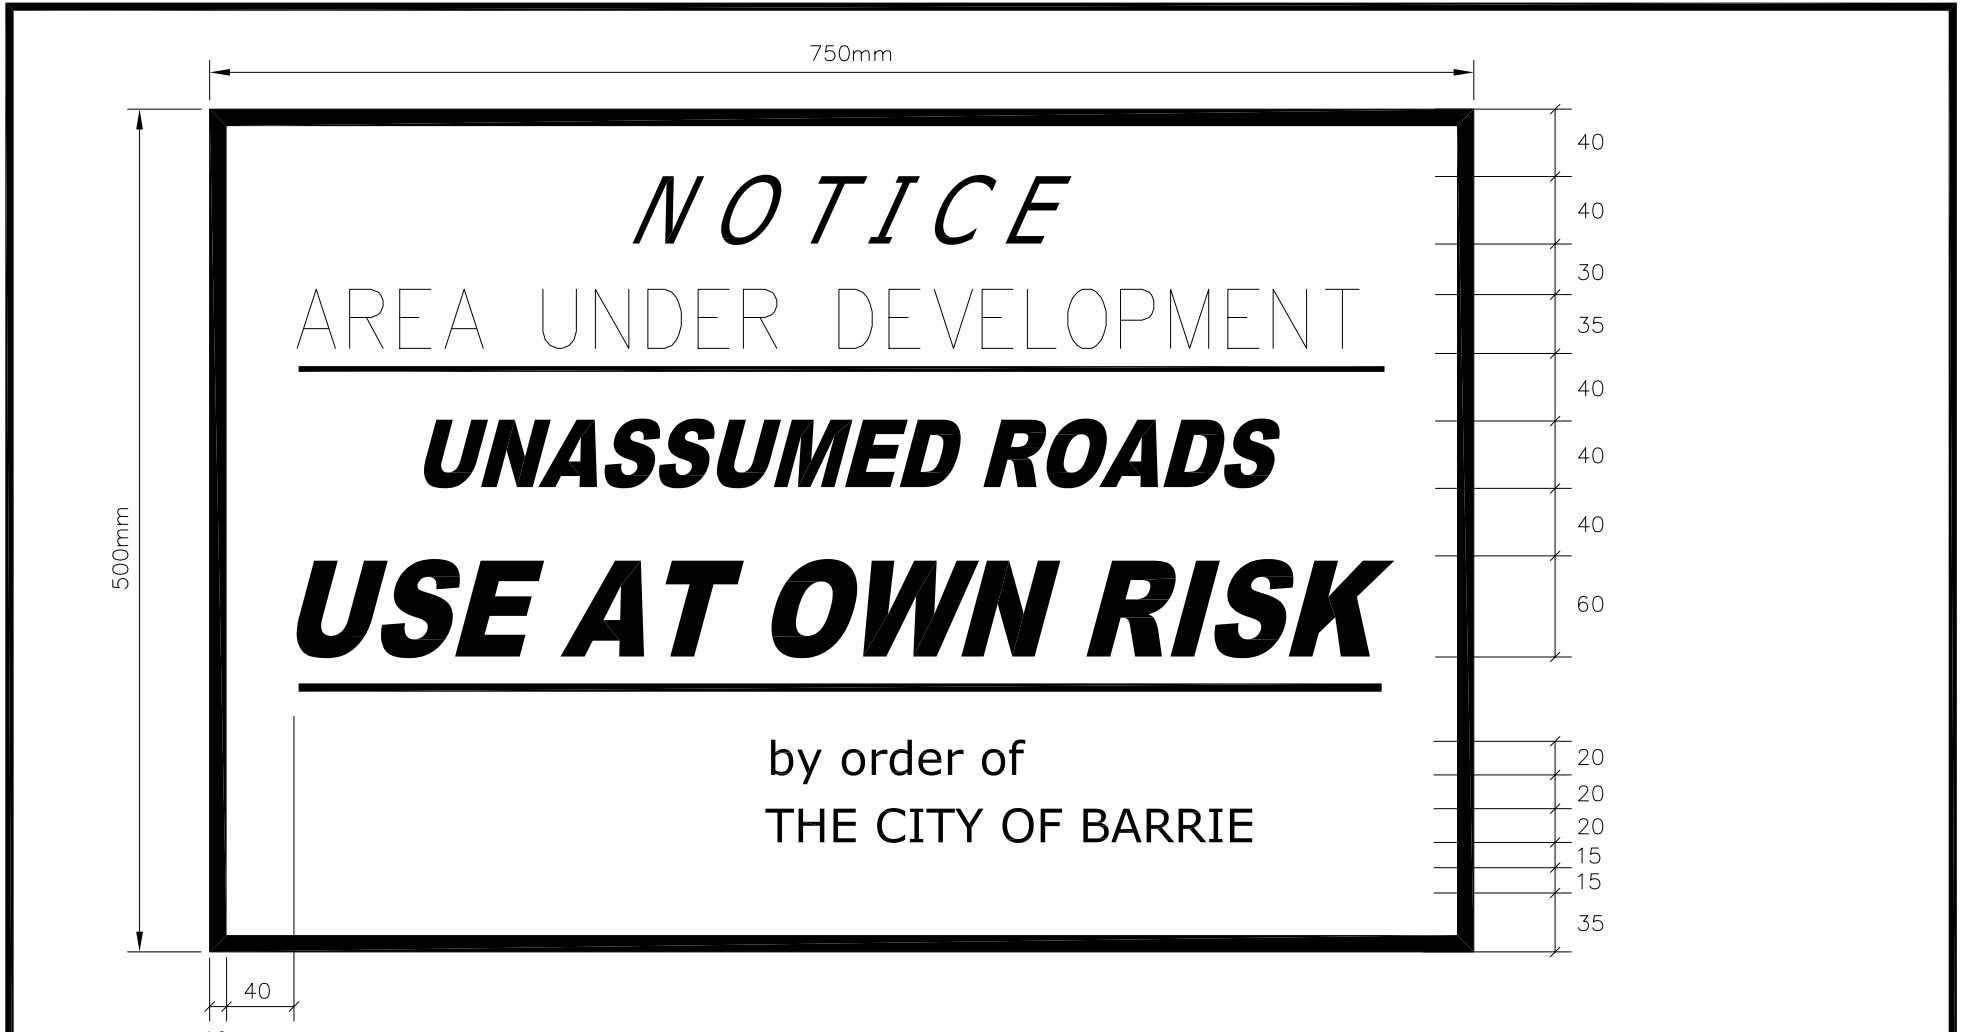 750mm
40
NOTICE
40
30
AREA UNDER DEVELOPMENT
35
40
UNASSUMED ROADS
40
500mm
40
USE AT OWN RISK
60
by order of
20
20
THE CITY OF BARRIE
20
15
15
35
40